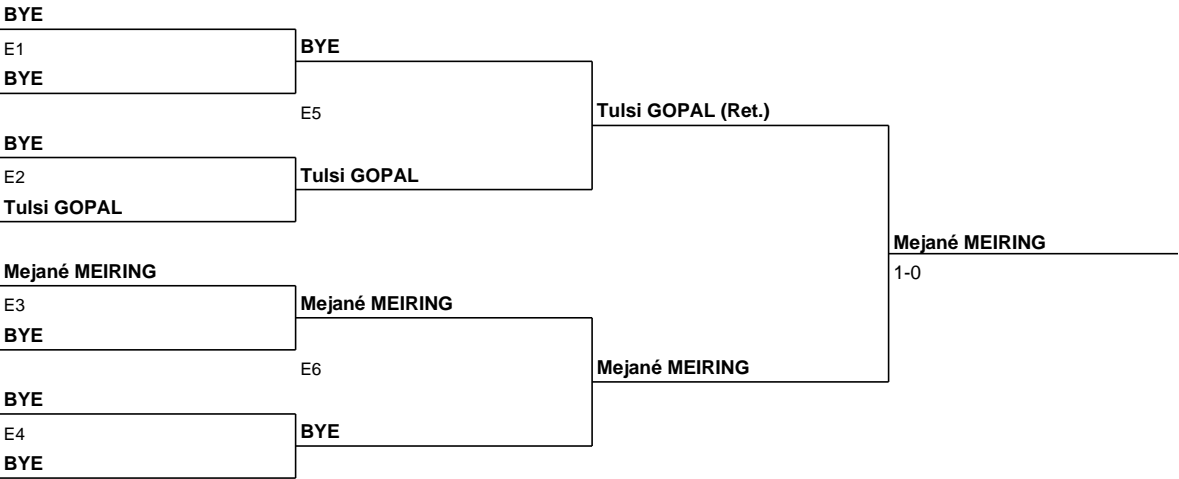 BYE
E1
BYE
BYE
E5
Tulsi GOPAL (Ret.)
BYE
E2
Tulsi GOPAL
Tulsi GOPAL
Mejané MEIRING
1-0
Mejané MEIRING
E3
Mejané MEIRING
BYE
E6
Mejané MEIRING
BYE
E4
BYE
BYE